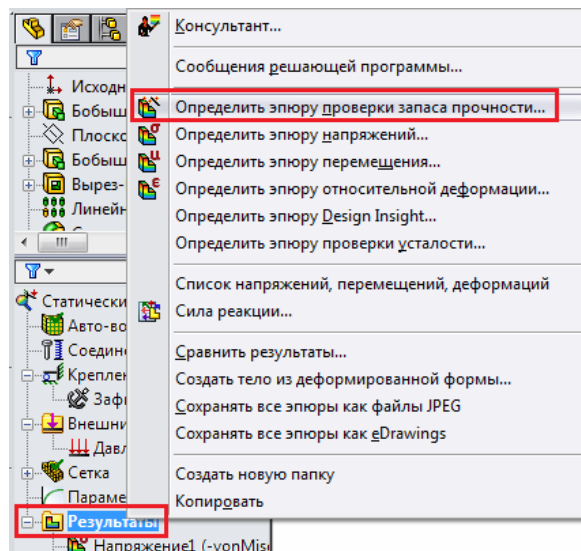 Консультант...
Сообщения решающей программы...
Исходн
Определить эпюру проверки запаса прочности...
Бобыш
Определить эпюру напряжений...
Плоско
Определить эпюру перемещения...
Бобыш
Определить эпюру относительной деформации...
Вырез-
Линейн
Определить эпюру Design Insight...
Определить эпюру проверки усталости...
Список напряжений, перемещений, деформаций
Статически
Сила реакции...
Авто-во
Соедин
Сравнить результаты...
Креплен
Создать тело из деформированной формы...
Зафи
Сохранять все эпюры как файлы JPEG
Внешни
Сохранять все эпюры как eDrawings
Давл
Сетка
Создать новую папку
Параме
Копировать
Результаты
Напряжение1 (-vonMise